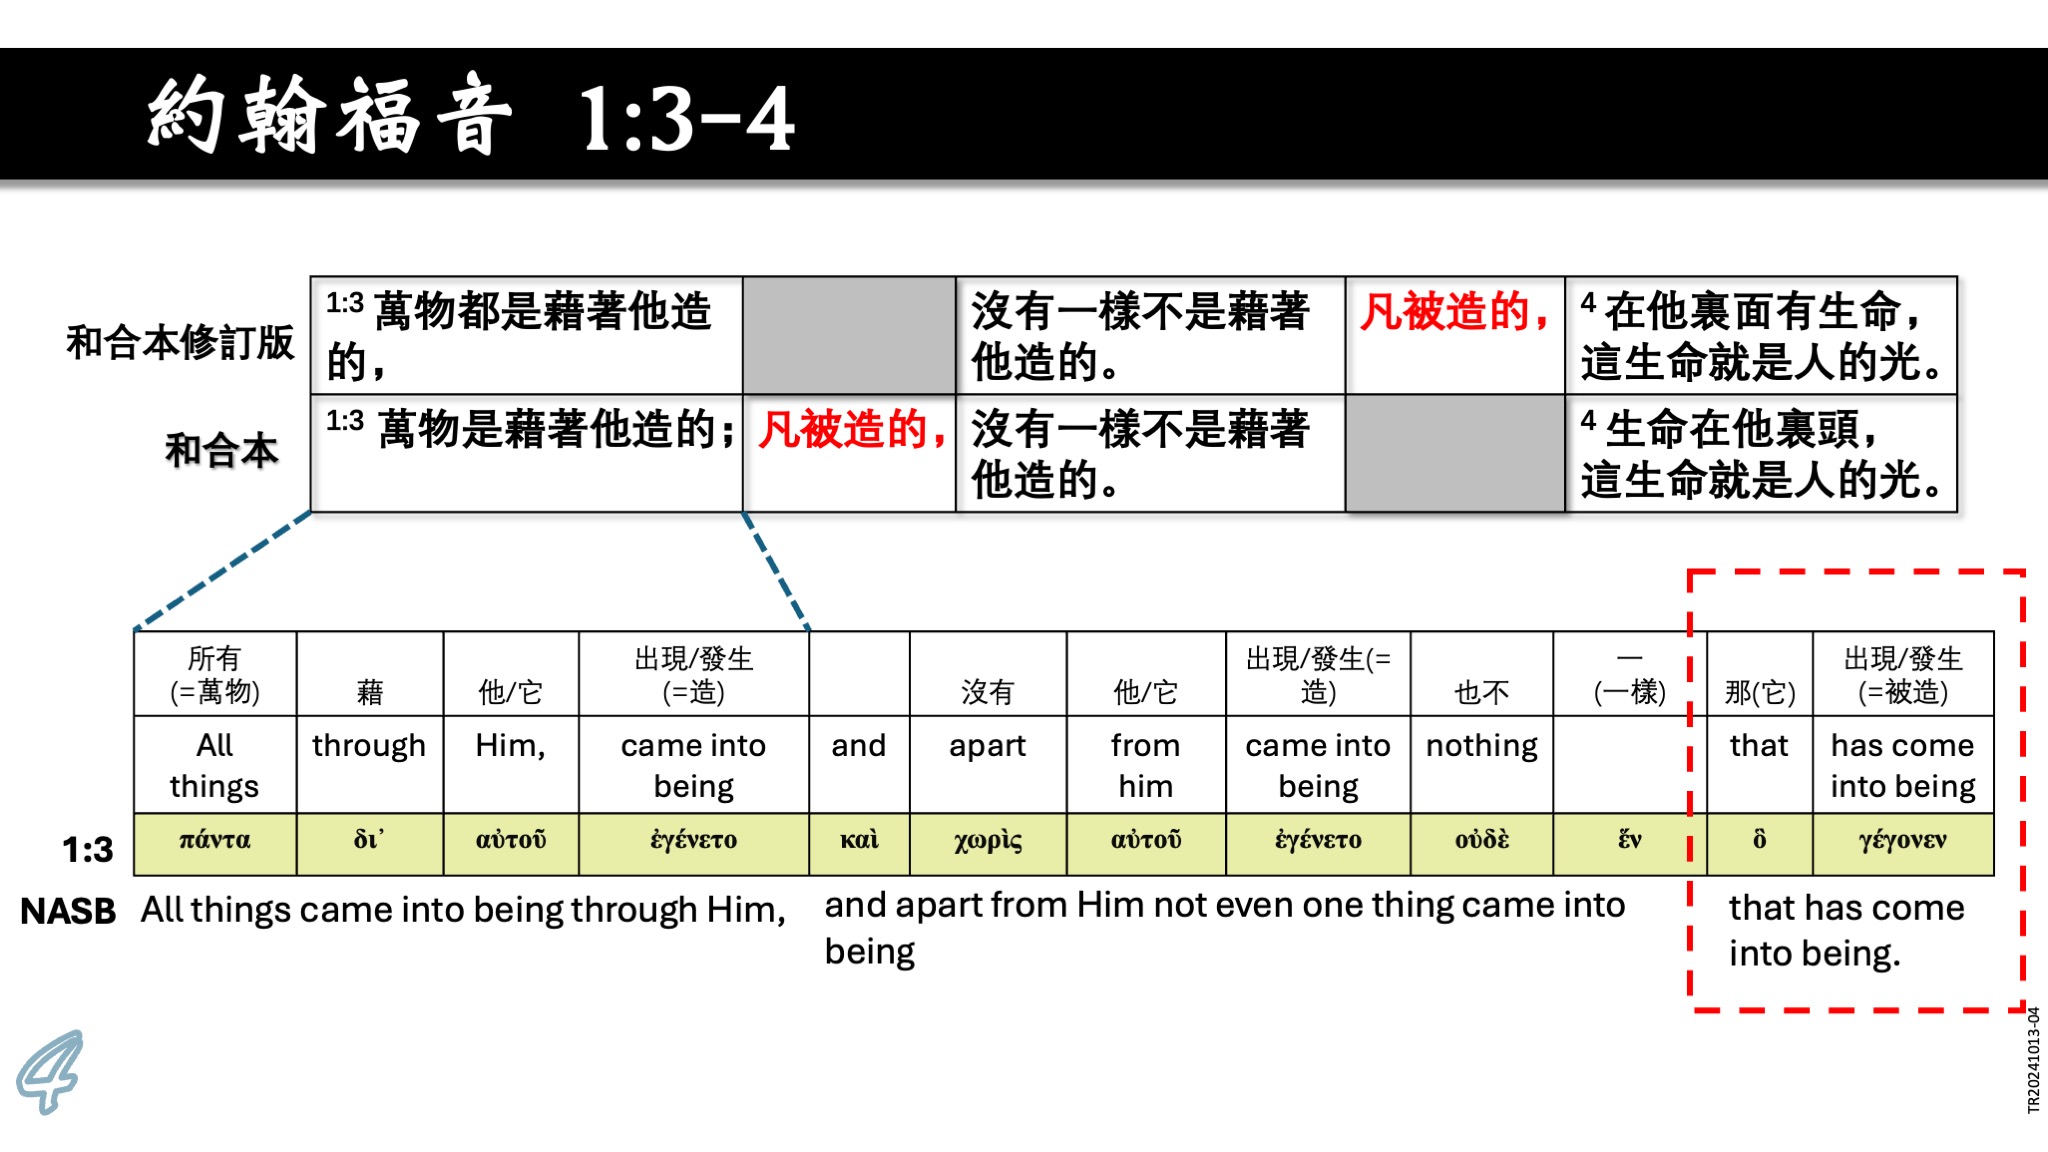 約翰福音 1:3-4
和合本修訂版
1:3 萬物都是藉著他造
的，
沒有一樣不是藉著
他造的。
凡被造的，
4 在他裏面有生命，
這生命就是人的光。
和合本
1:3 萬物是藉著他造的；
凡被造的，
沒有一樣不是藉著
他造的。
4 生命在他裏頭，
這生命就是人的光。
所有
(=萬物)
藉
他/它
出現/發生
(=造)
沒有
他/它
出現/發生(=
造)
也不
一
(一樣)
那(它)
出現/發生
(=被造)
All
things
through
Him,
came into
being
and
apart
from
him
came into
being
nothing
that
has come
into being
1:3
πάντα
δι᾽
αὐτοῦ
ἐγένετο
καὶ
χωρὶς
αὐτοῦ
ἐγένετο
οὐδὲ
ἕν
ὃ
γέγονεν
NASB
All things came into being through Him,
and apart from Him not even one thing came into
being
that has come
into being.
4
TR20241013-04